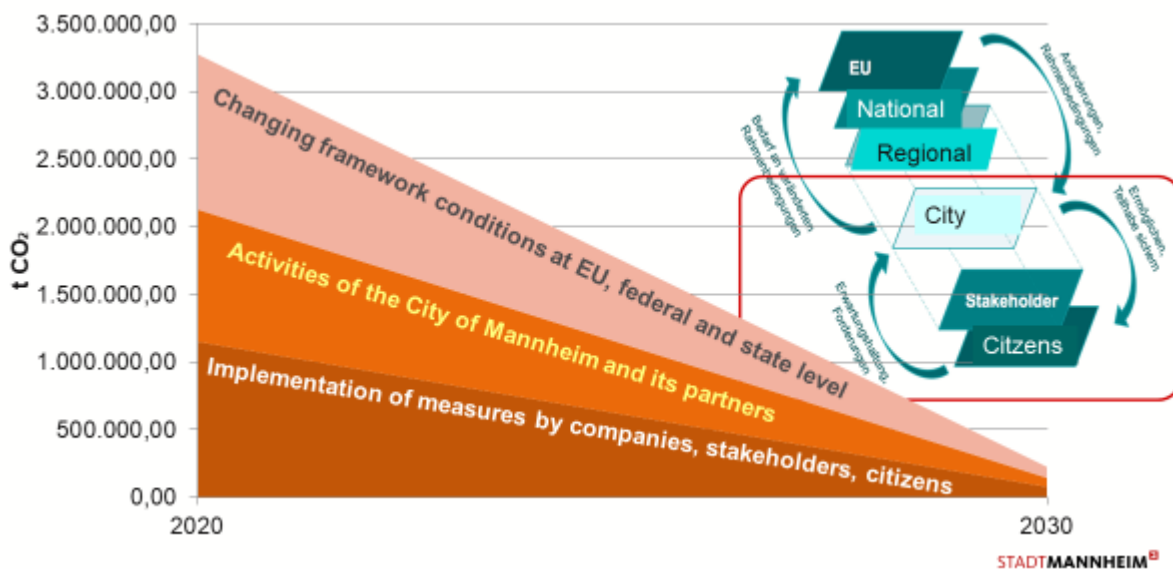 3.500.000,00
3.000.000,00
2.500.000,00
2.000.000,00
1.500.000,00
1.000.000,00
500.000,00
0,00
t CO₂
2020
2030
Changing framework conditions at EU, federal and state level
Activities of the City of Mannheim and its partners
Implementation of measures by companies, stakeholders, citizens
EU
National
Regional
City
Stakeholder
Citzens
Anforderungen,
Rahmenbedingungen
Bedarf an veränderten
Rahmenbedingungen
Ermöglichen,
Teilhabe sichern
Erwartungshaltung,
Forderungen
STADTMANNHEIM²